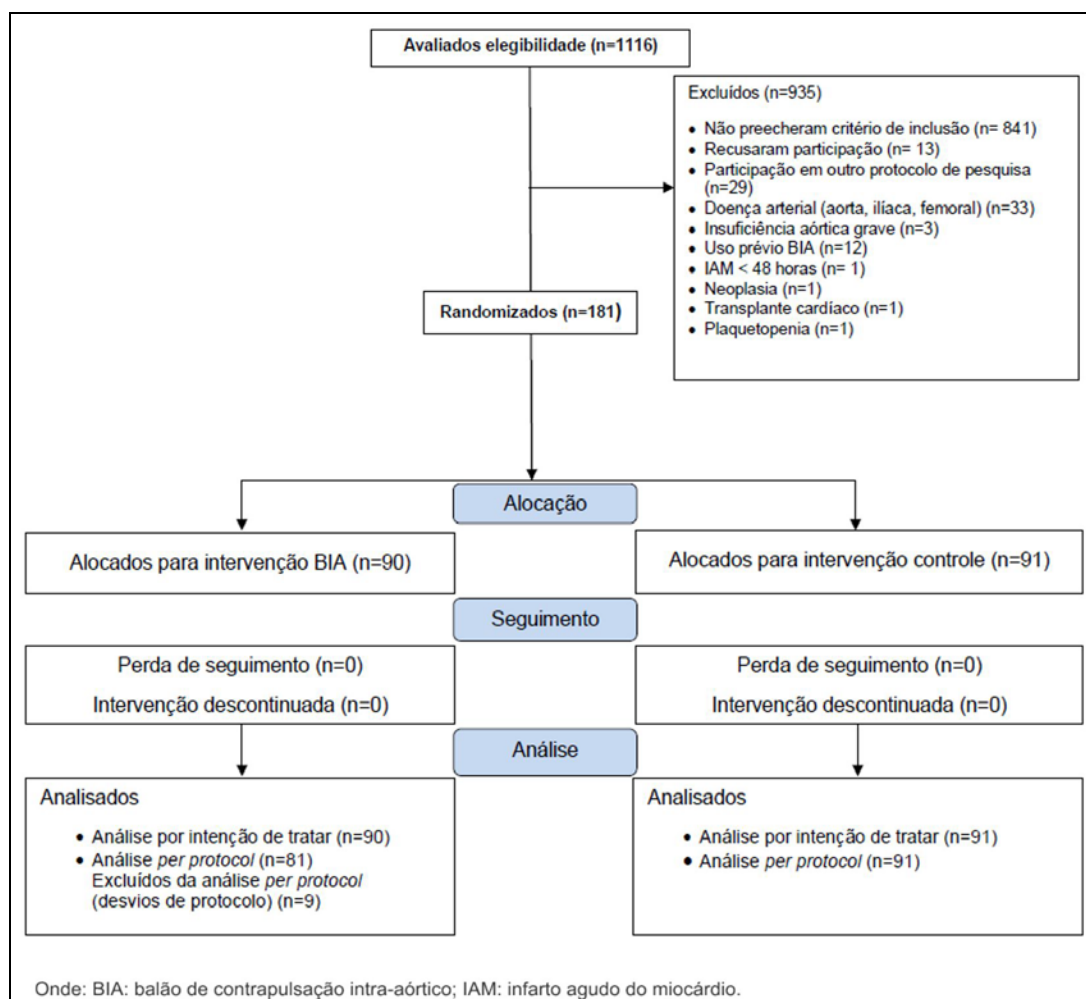 Avaliados elegibilidade (n=1116)
Excluídos (n=935)
• Não preecheram critério de inclusão (n= 841)
• Recusaram participação (n= 13)
• Participação em outro protocolo de pesquisa
(n=29)
• Doença arterial (aorta, ilíaca, femoral) (n=33)
• Insuficiência aórtica grave (n=3)
• Uso prévio BIA (n=12)
• IAM < 48 horas (n= 1)
• Neoplasia (n=1)
• Transplante cardíaco (n=1)
• Plaquetopenia (n=1)
Randomizados (n=181)
Alocação
Alocados para intervenção BIA (n=90)
Alocados para intervenção controle (n=91)
Seguimento
Perda de seguimento (n=0)
Intervenção descontinuada (n=0)
Perda de seguimento (n=0)
Intervenção descontinuada (n=0)
Análise
Analisados
• Análise por intenção de tratar (n=90)
• Análise per protocol (n=81)
Excluídos da análise per protocol
(desvios de protocolo) (n=9)
Analisados
• Análise por intenção de tratar (n=91)
• Análise per protocol (n=91)
Onde: BIA: balão de contrapulsação intra-aórtico; IAM: infarto agudo do miocárdio.